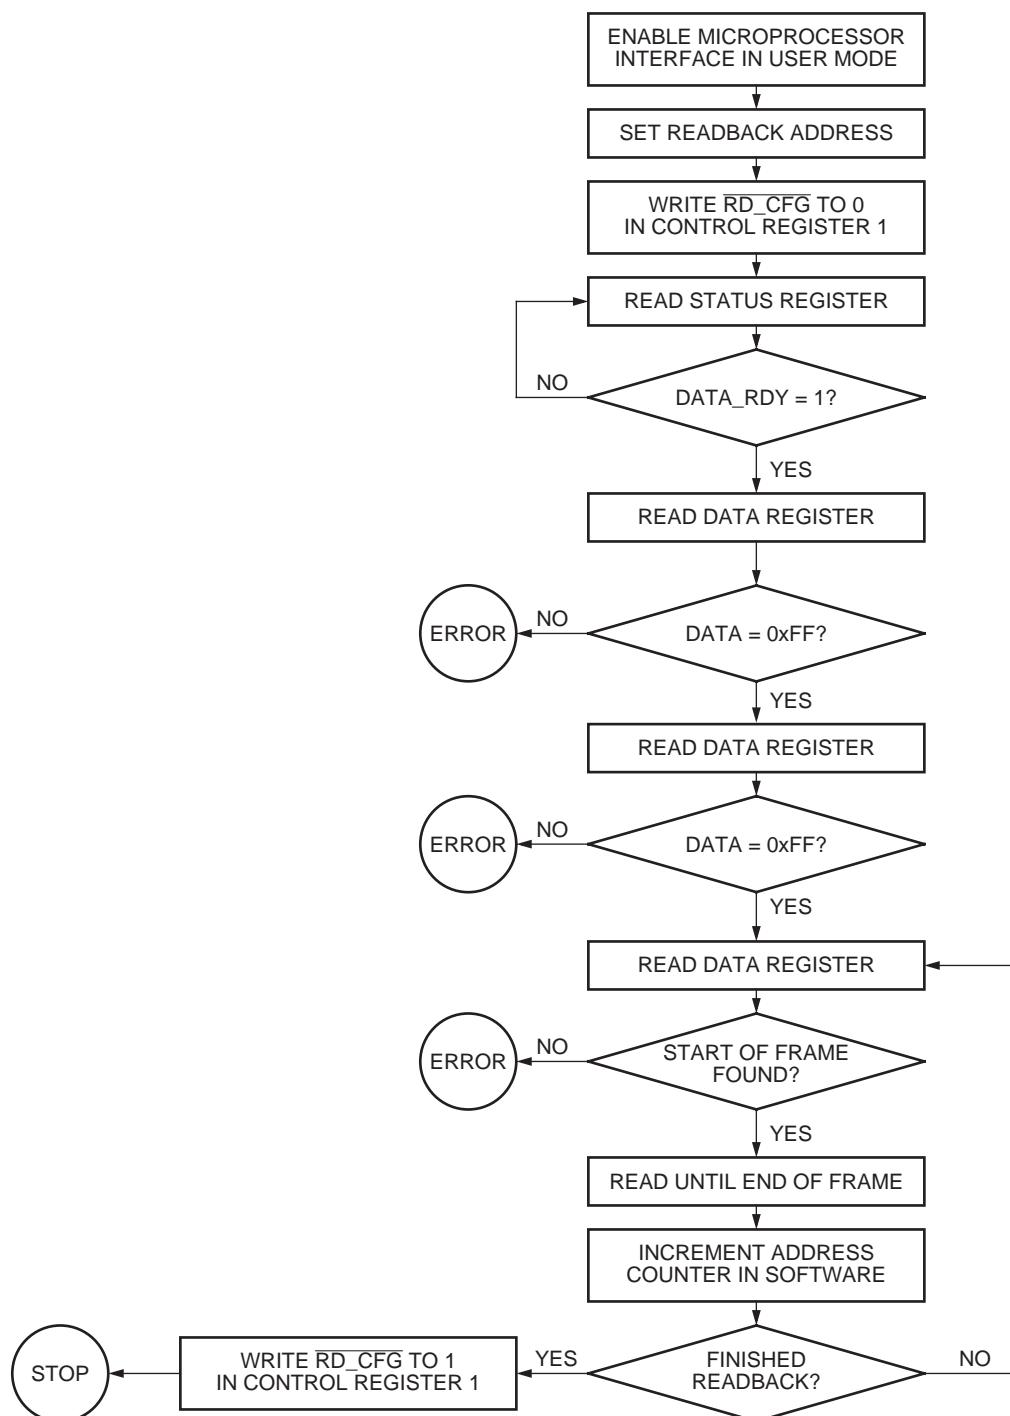 ENABLE MICROPROCESSOR
INTERFACE IN USER MODE
SET READBACK ADDRESS
WRITE RD_CFG TO 0
IN CONTROL REGISTER 1
READ STATUS REGISTER
NO
DATA_RDY = 1?
YES
READ DATA REGISTER
ERROR
NO
DATA = 0xFF?
YES
READ DATA REGISTER
ERROR
NO
DATA = 0xFF?
YES
READ DATA REGISTER
ERROR
NO
START OF FRAME
FOUND?
YES
READ UNTIL END OF FRAME
INCREMENT ADDRESS
COUNTER IN SOFTWARE
STOP
WRITE RD_CFG TO 1
IN CONTROL REGISTER 1
YES
FINISHED
READBACK?
NO